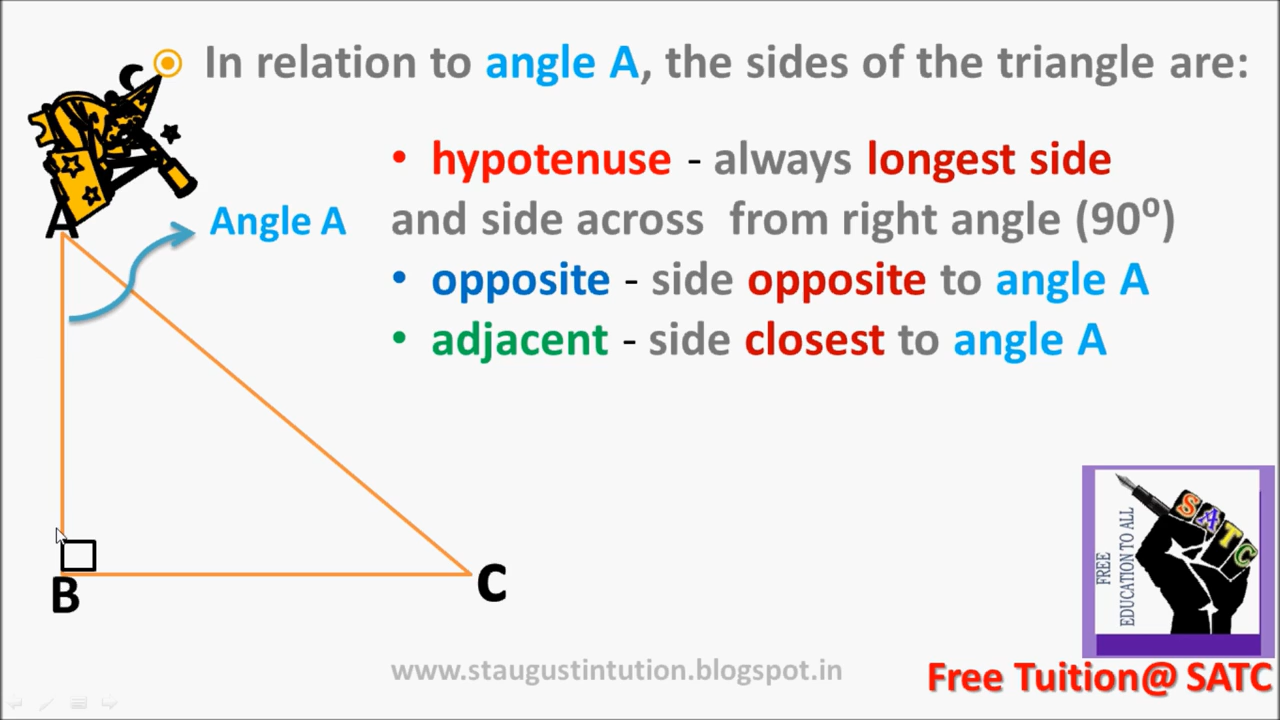 In relation to angle A, the sides of the triangle are:
• hypotenuse - always longest side
and side across from right angle (90⁰)
• opposite - side opposite to angle A
• adjacent - side closest to angle A
A
Angle A
B
C
SATC
FREE
EDUCATION TO ALL
www.staugustintution.blogspot.in
Free Tuition@ SATC